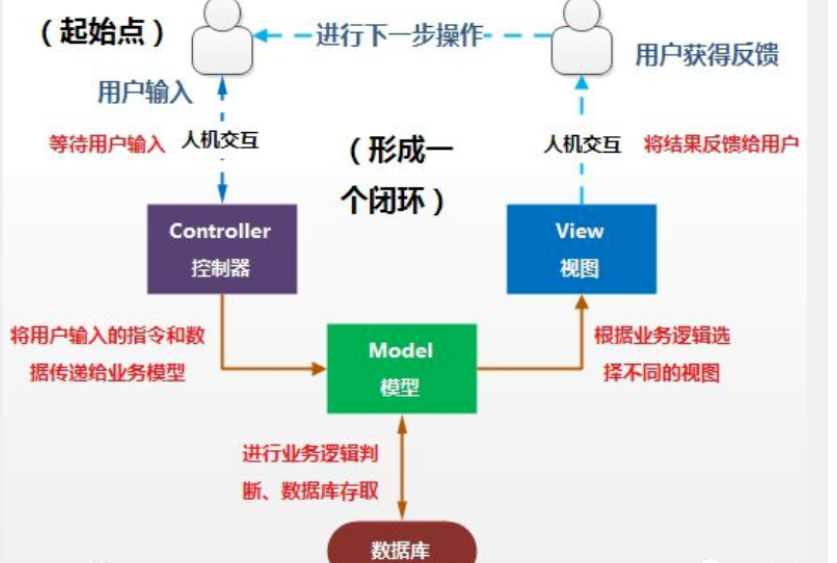 （起始点）
进行下一步操作
用户获得反馈
用户输入
等待用户输入
人机交互
（形成一
个闭环）
人机交互
将结果反馈给用户
Controller
控制器
View
视图
将用户输入的指令和数
据传递给业务模型
Model
模型
根据业务逻辑选
择不同的视图
进行业务逻辑判
断、数据库存取
数据库